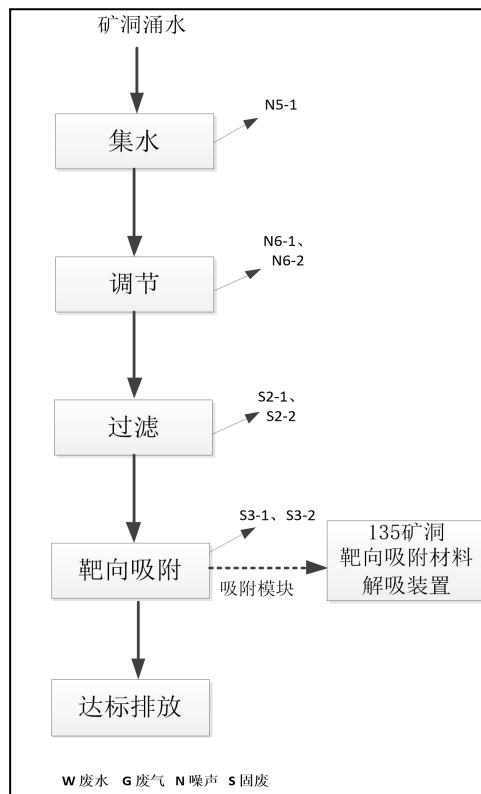 矿洞涌水
N5-1
集水
N6-1、
N6-2
调节
S2-1、
S2-2
过滤
S3-1、S3-2
靶向吸附
吸附模块
135矿洞
靶向吸附材料
解吸装置
达标排放
W 废水 G 废气 N 噪声 S 固废